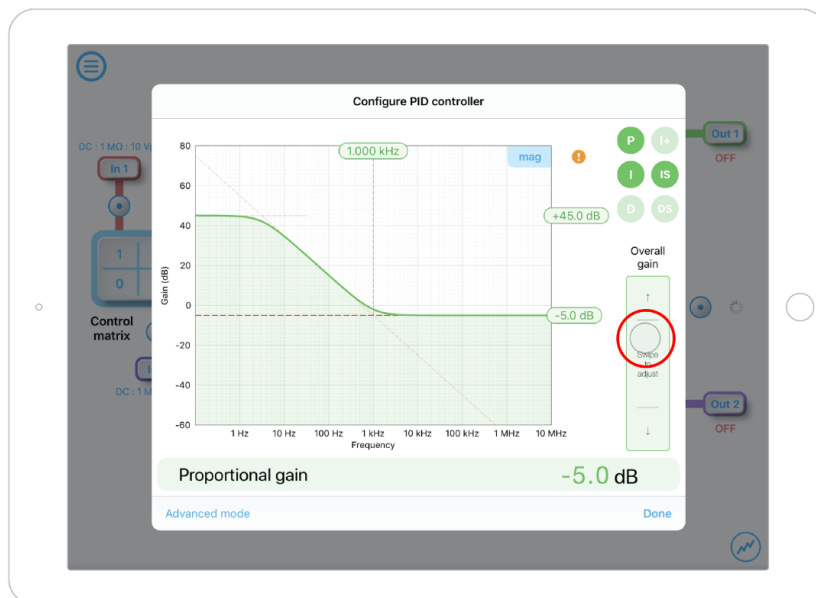 Configure PID controller
DC : 1 MΩ : 10 V
In 1
1
0
Control
matrix
DC : 1 M
80
60
40
20
0
-20
-40
-60
Gain (dB)
1.000 kHz
mag
!
+45.0 dB
-5.0 dB
1 Hz
10 Hz
100 Hz
1 kHz
10 kHz
100 kHz
1 MHz
10 MHz
Frequency
P
I+
I
IS
D
DS
Overall
gain
↑
Swipe
to
adjust
↓
Out 1
OFF
Out 2
OFF
Proportional gain
-5.0 dB
Advanced mode
Done